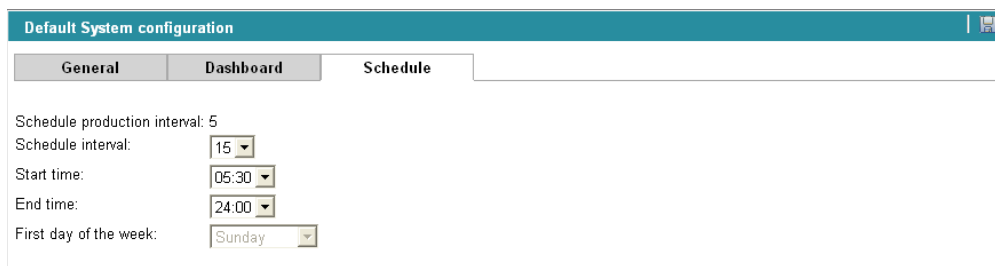 Default System configuration
General Dashboard Schedule
Schedule production interval: 5
Schedule interval: 15
Start time: 05:30
End time: 24:00
First day of the week: Sunday